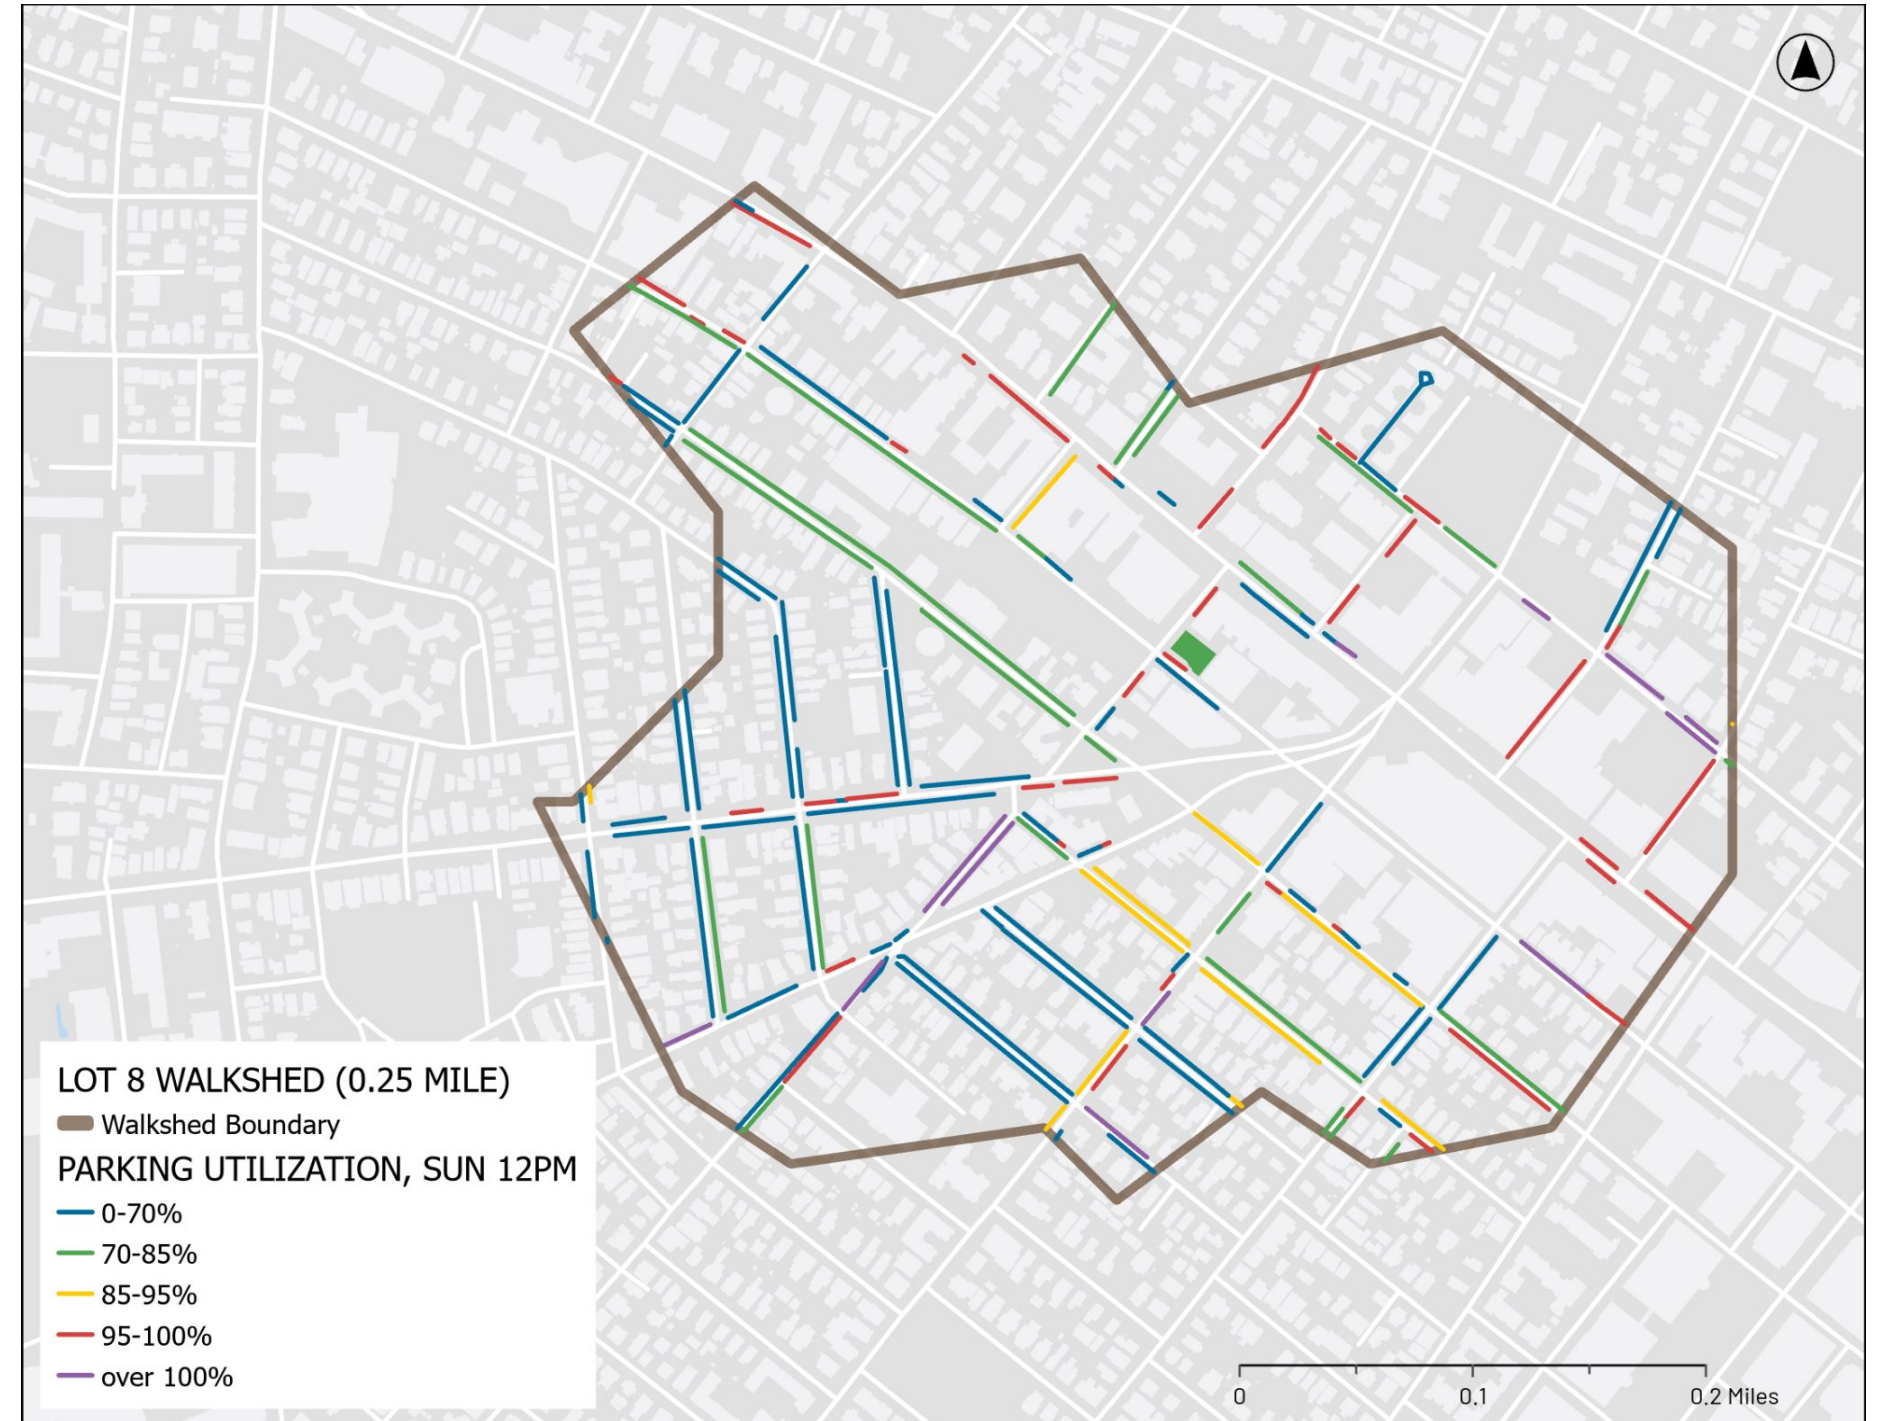 LOT 8 WALKSHED (0.25 MILE)
Walkshed Boundary
PARKING UTILIZATION, SUN 12PM
0-70%
70-85%
85-95%
95-100%
over 100%
0 0.1 0.2 Miles